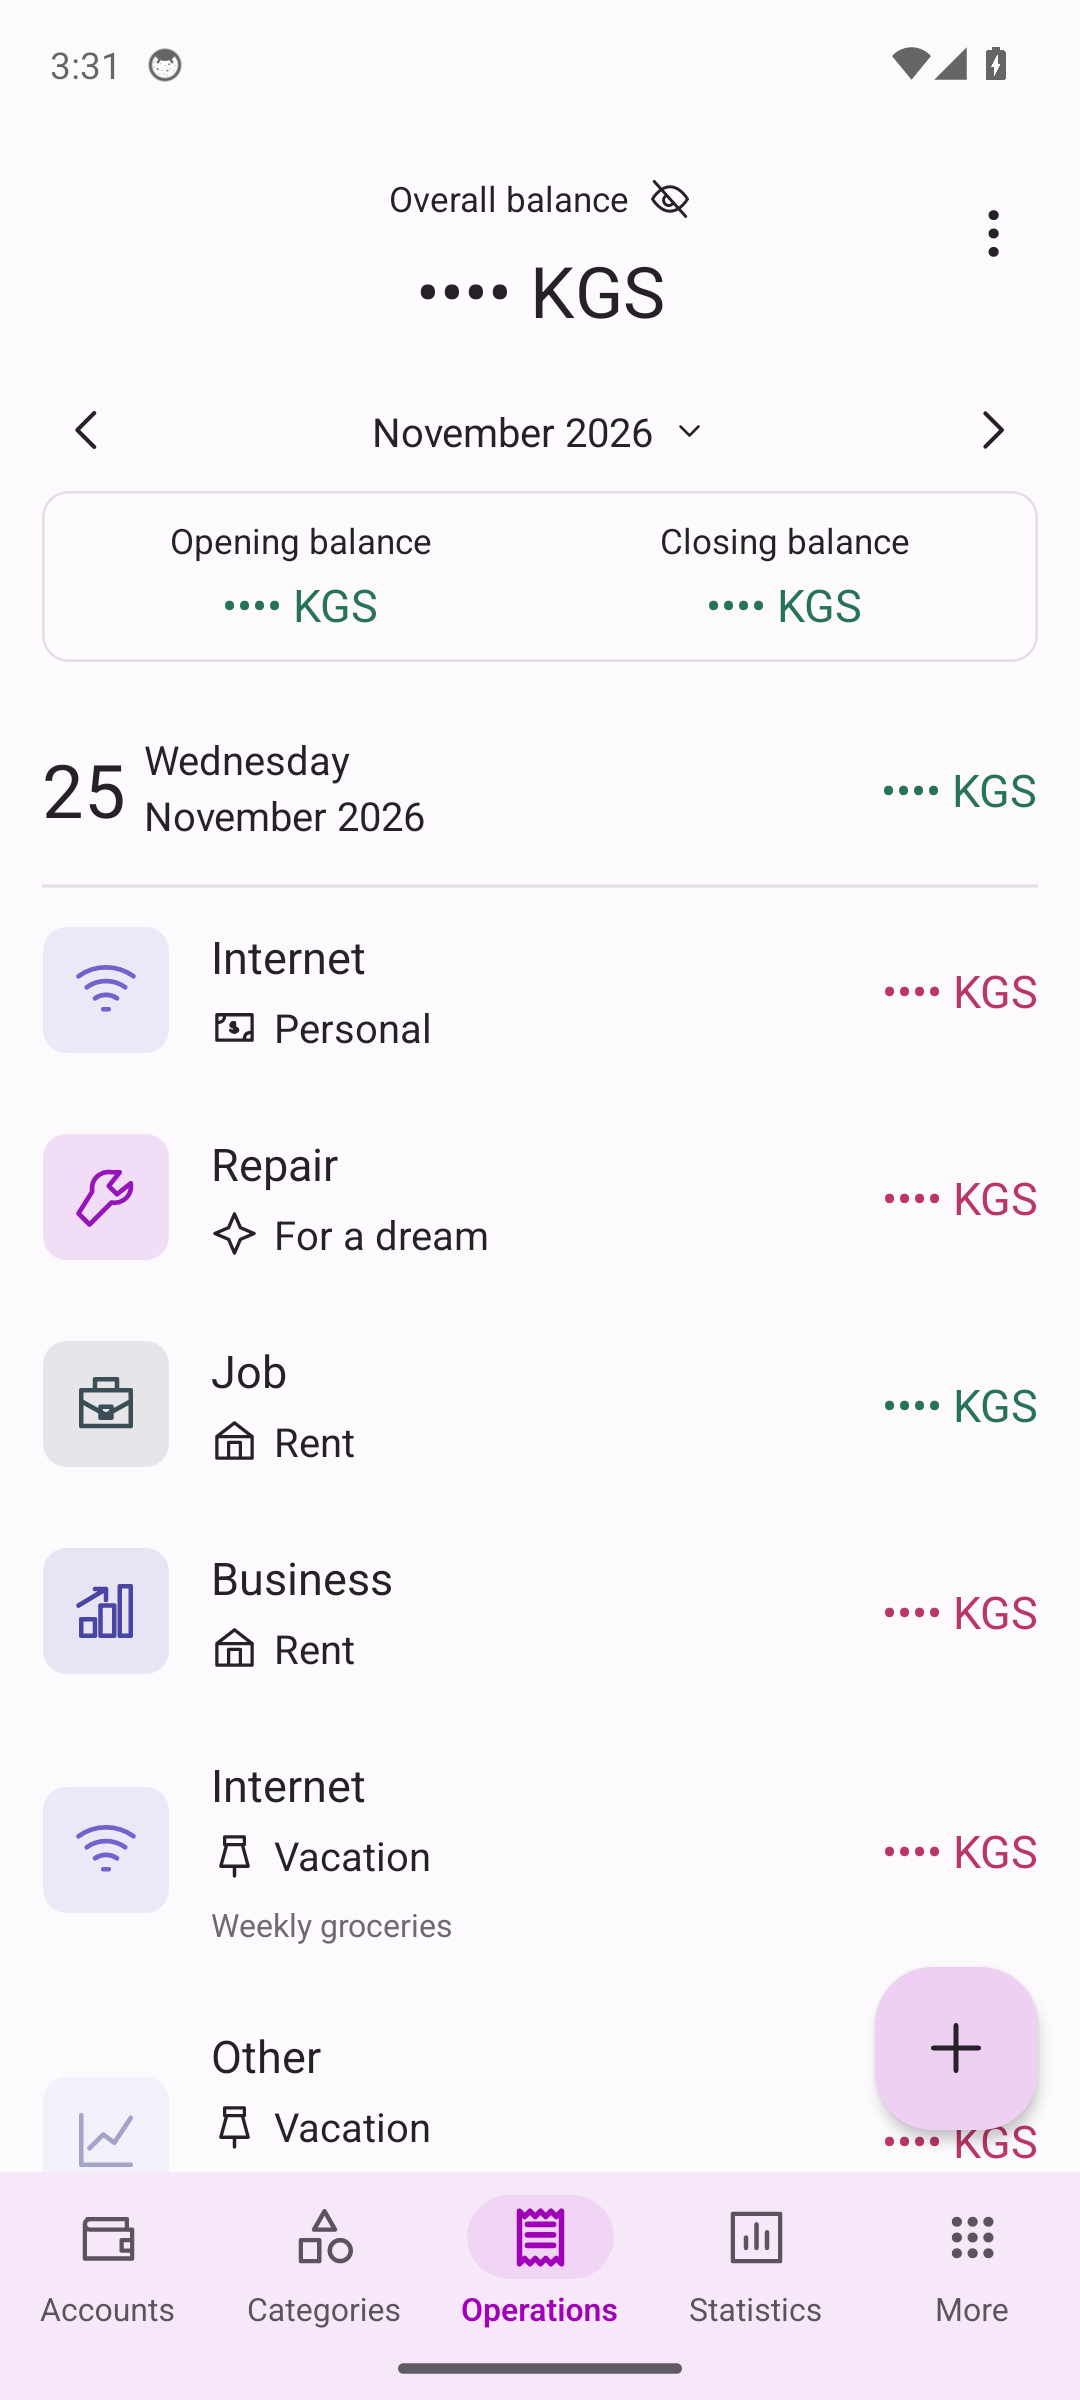 3:31
Overall balance
•••• KGS
November 2026
Opening balance
Closing balance
•••• KGS
•••• KGS
25
Wednesday
November 2026
•••• KGS
Internet
Personal
•••• KGS
Repair
For a dream
•••• KGS
Job
Rent
•••• KGS
Business
Rent
•••• KGS
Internet
Vacation
Weekly groceries
•••• KGS
Other
Vacation
•••• KGS
Accounts
Categories
Operations
Statistics
More